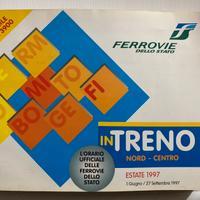 FERROVIE
DELLO STATO
RM
BO MI TO
GE FI
IN TRENO
NORD - CENTRO
L'ORARIO
UFFICIALE
DELLE
FERROVIE
DELLO
STATO
ESTATE 1997
1 Giugno / 27 Settembre 1997
3900